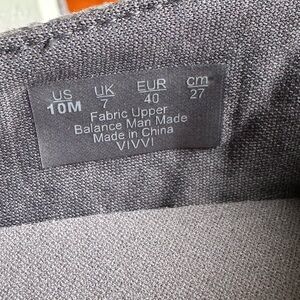 US UK EUR cm
10M 7 40 27
Fabric Upper
Balance Man Made
Made in China
VIVVI